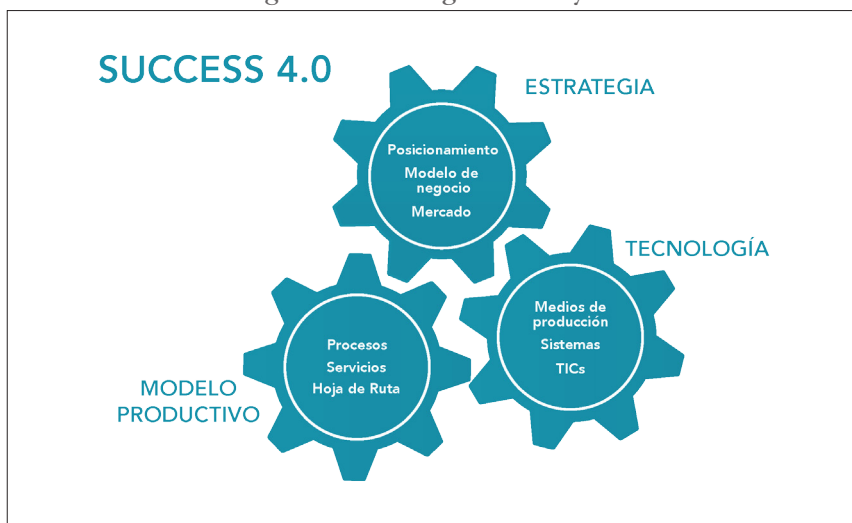 SUCCESS 4.0
ESTRATEGIA
Posicionamiento
Modelo de
negocio
Mercado
TECNOLOGÍA
Medios de
producción
Sistemas
TICs
Procesos
Servicios
Hoja de Ruta
MODELO
PRODUCTIVO